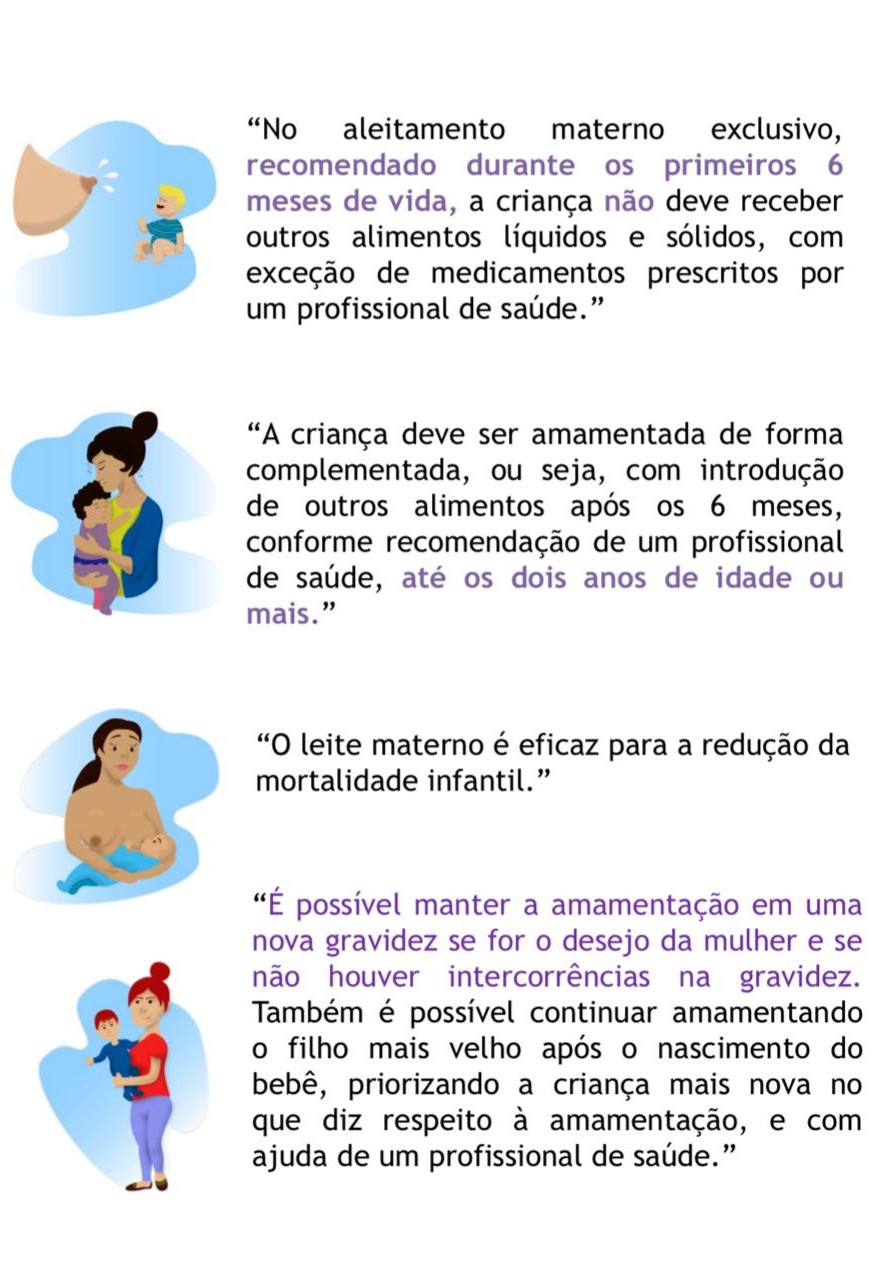 “No aleitamento materno exclusivo,
recomendado durante os primeiros 6
meses de vida, a criança não deve receber
outros alimentos líquidos e sólidos, com
exceção de medicamentos prescritos por
um profissional de saúde.”
“A criança deve ser amamentada de forma
complementada, ou seja, com introdução
de outros alimentos após os 6 meses,
conforme recomendação de um profissional
de saúde, até os dois anos de idade ou
mais.”
“O leite materno é eficaz para a redução da
mortalidade infantil.”
“É possível manter a amamentação em uma
nova gravidez se for o desejo da mulher e se
não houver intercorrências na gravidez.
Também é possível continuar amamentando
o filho mais velho após o nascimento do
bebê, priorizando a criança mais nova no
que diz respeito à amamentação, e com
ajuda de um profissional de saúde.”